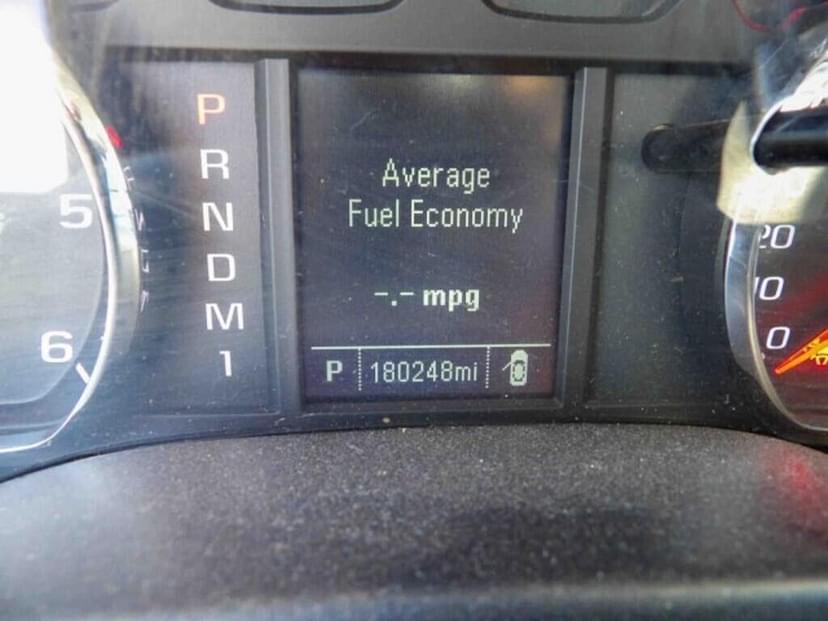 P
R
N
D
M
1
5
6
Average
Fuel Economy
-.- mpg
P 180248mi
20
10
0